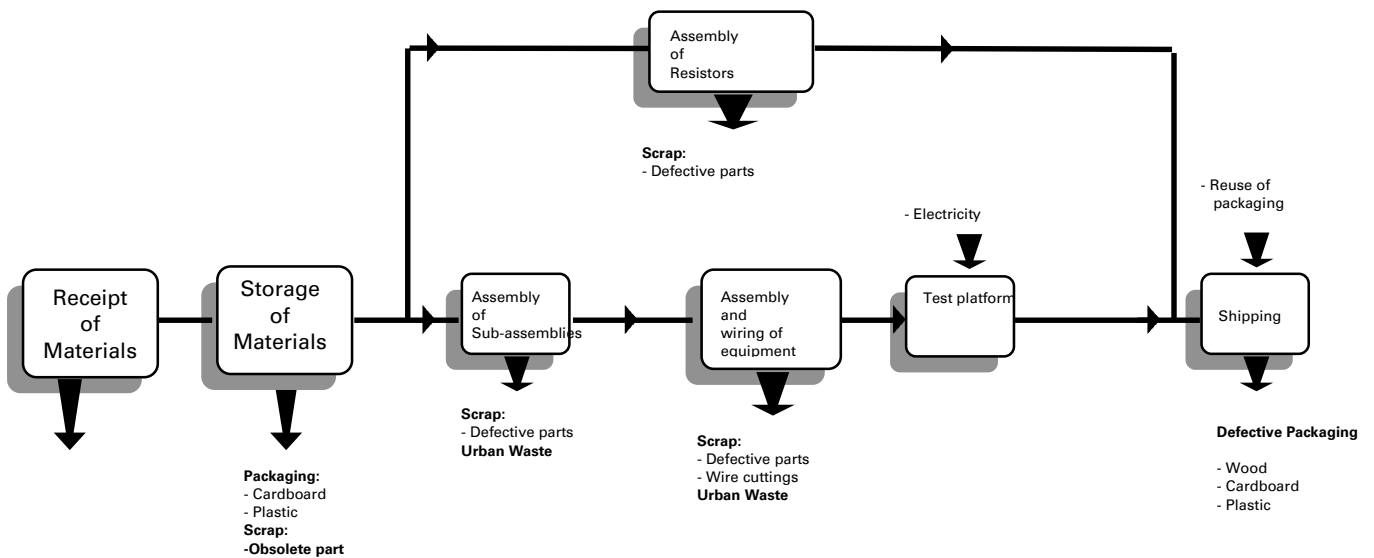 Assembly
of
Resistors
Scrap:
- Defective parts
- Reuse of
packaging
- Electricity
Receipt
of
Materials
Storage
of
Materials
Assembly
of
Sub-assemblies
Assembly
and
wiring of
equipment
Test platform
Shipping
Packaging:
- Cardboard
- Plastic
Scrap:
-Obsolete part
Scrap:
- Defective parts
Urban Waste
Scrap:
- Defective parts
- Wire cuttings
Urban Waste
Defective Packaging
- Wood
- Cardboard
- Plastic